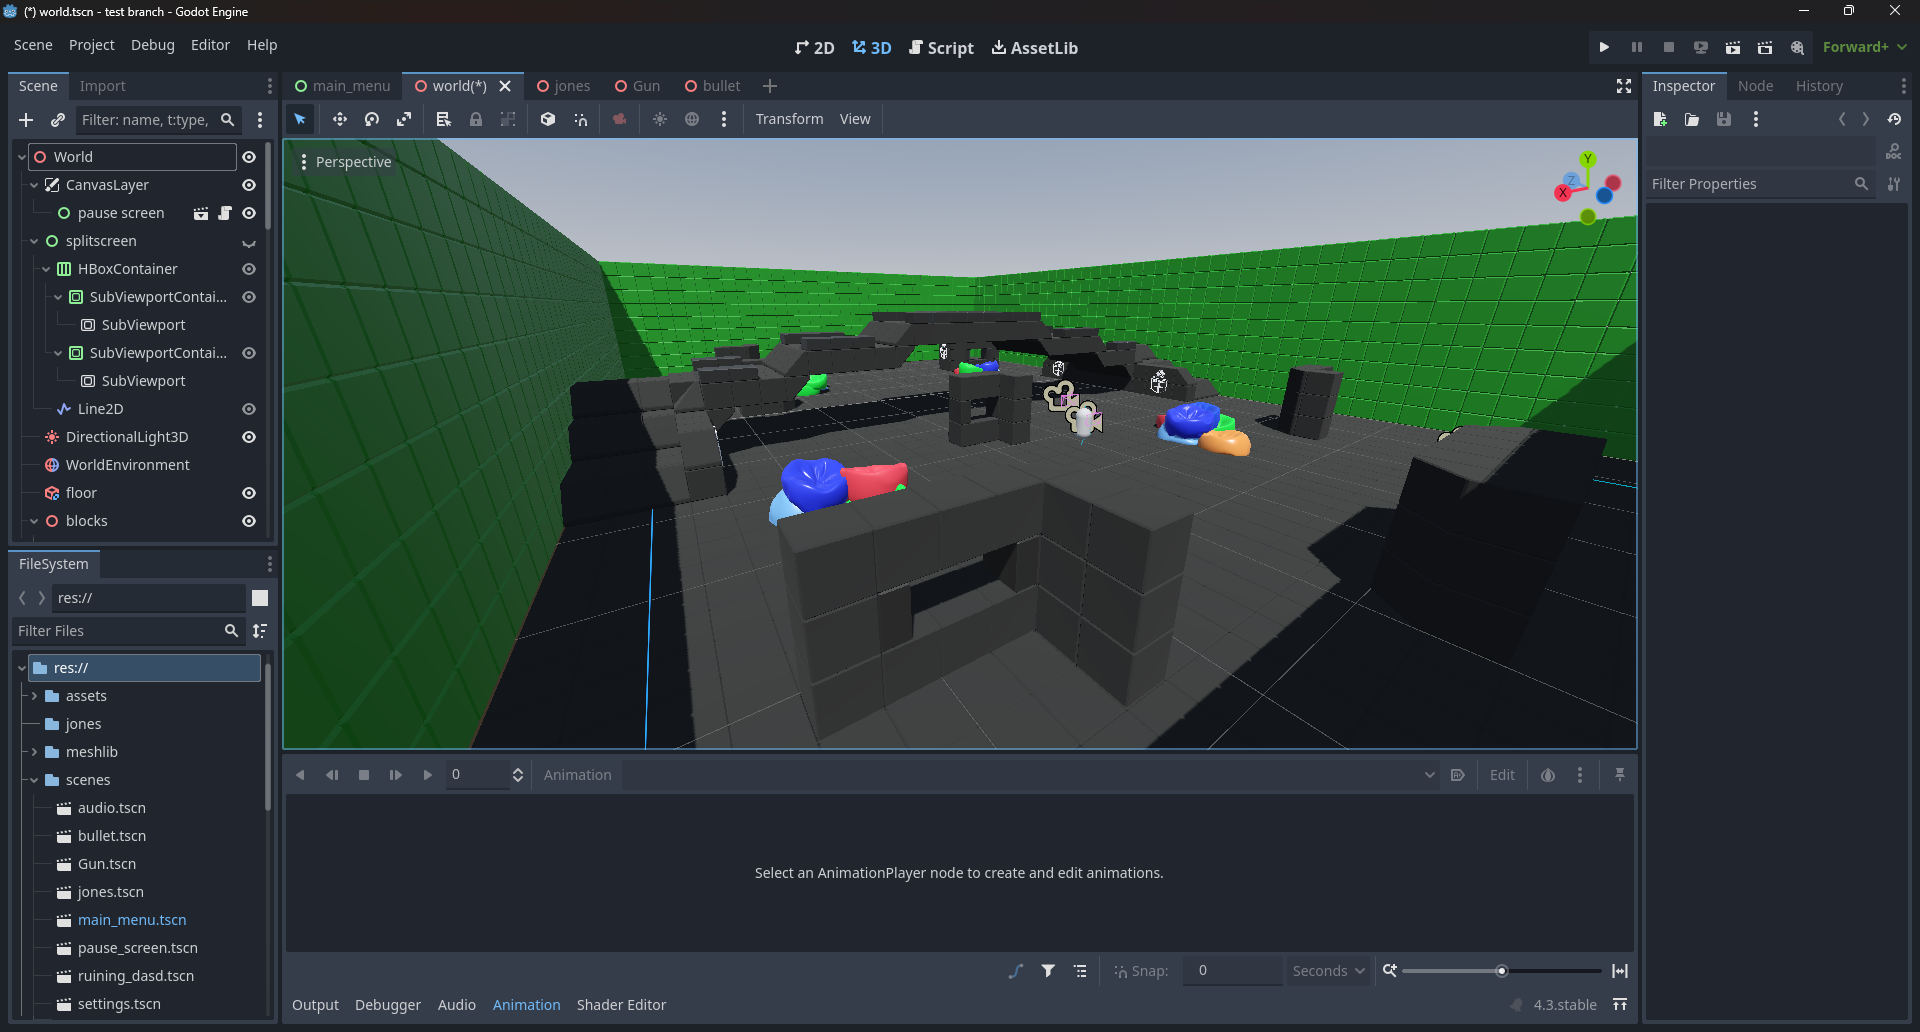 (*) world.tscn - test branch - Godot Engine
Scene Project Debug Editor Help
2D 3D Script AssetLib
Forward+
Scene Import
main_menu world(*) jones Gun bullet
Inspector Node History
Filter: name, t:type,
Transform View
World
Perspective
Y
Z
X
DOC
CanvasLayer
Filter Properties
pause screen
splitscreen
HBoxContainer
SubViewportContai...
SubViewport
SubViewportContai...
SubViewport
Line2D
DirectionalLight3D
WorldEnvironment
floor
blocks
FileSystem
res://
Filter Files
res://
assets
jones
meshlib
scenes
audio.tscn
bullet.tscn
Gun.tscn
jones.tscn
main_menu.tscn
pause_screen.tscn
ruining_dasd.tscn
settings.tscn
0 Animation Edit
Select an AnimationPlayer node to create and edit animations.
Snap: 0 Seconds
Output Debugger Audio Animation Shader Editor 4.3.stable